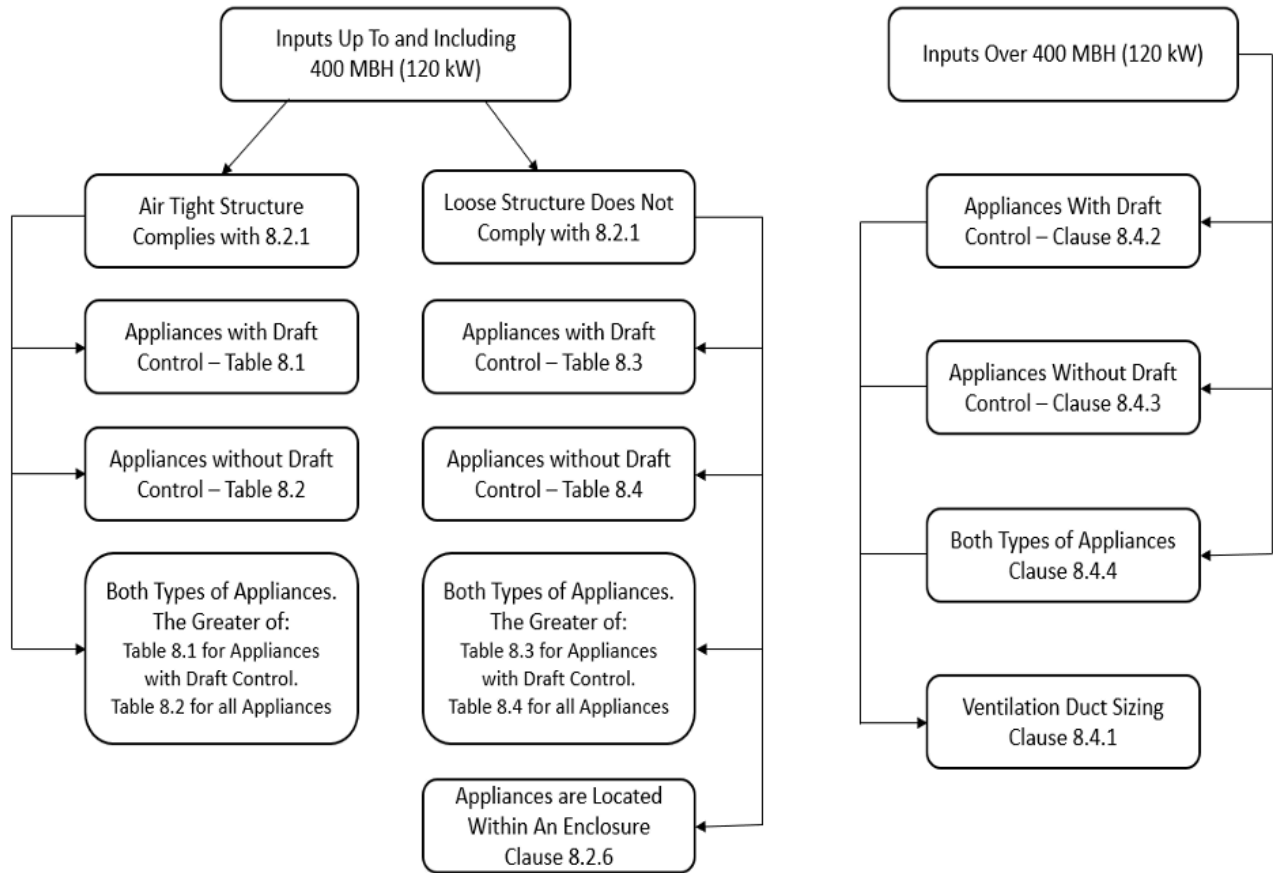 Inputs Up To and Including
400 MBH (120 kW)
Inputs Over 400 MBH (120 kW)
Air Tight Structure
Complies with 8.2.1
Loose Structure Does Not
Comply with 8.2.1
Appliances With Draft
Control – Clause 8.4.2
Appliances with Draft
Control – Table 8.1
Appliances with Draft
Control – Table 8.3
Appliances Without Draft
Control – Clause 8.4.3
Appliances without Draft
Control – Table 8.2
Appliances without Draft
Control – Table 8.4
Both Types of Appliances
Clause 8.4.4
Both Types of Appliances.
The Greater of:
Table 8.1 for Appliances
with Draft Control.
Table 8.2 for all Appliances
Both Types of Appliances.
The Greater of:
Table 8.3 for Appliances
with Draft Control.
Table 8.4 for all Appliances
Ventilation Duct Sizing
Clause 8.4.1
Appliances are Located
Within An Enclosure
Clause 8.2.6